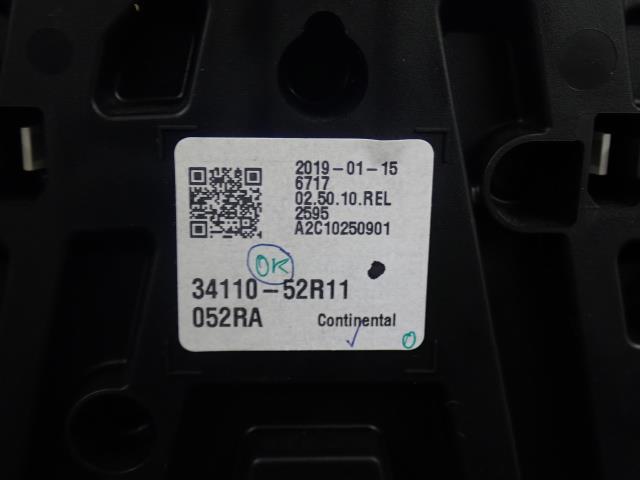 2019-01-15
6717
02.50.10.REL
2595
A2C10250901
OK
34110-52R11
052RA
Continental